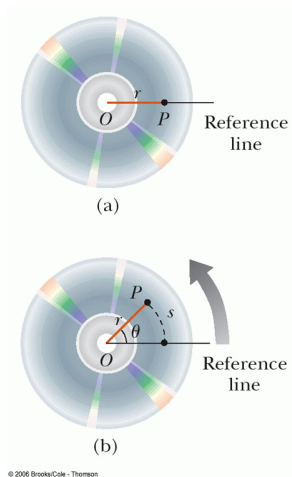 r
O
P
Reference
line
(a)
P
s
r
θ
O
Reference
line
(b)
© 2006 Brooks/Cole - Thomson